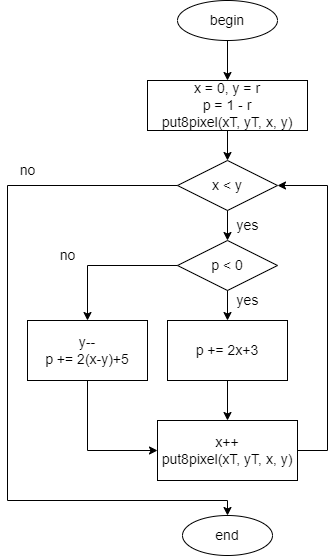 begin
x = 0, y = r
p = 1 - r
put8pixel(xT, yT, x, y)
no
x < y
yes
no
p < 0
yes
y--
p += 2(x-y)+5
p += 2x+3
x++
put8pixel(xT, yT, x, y)
end